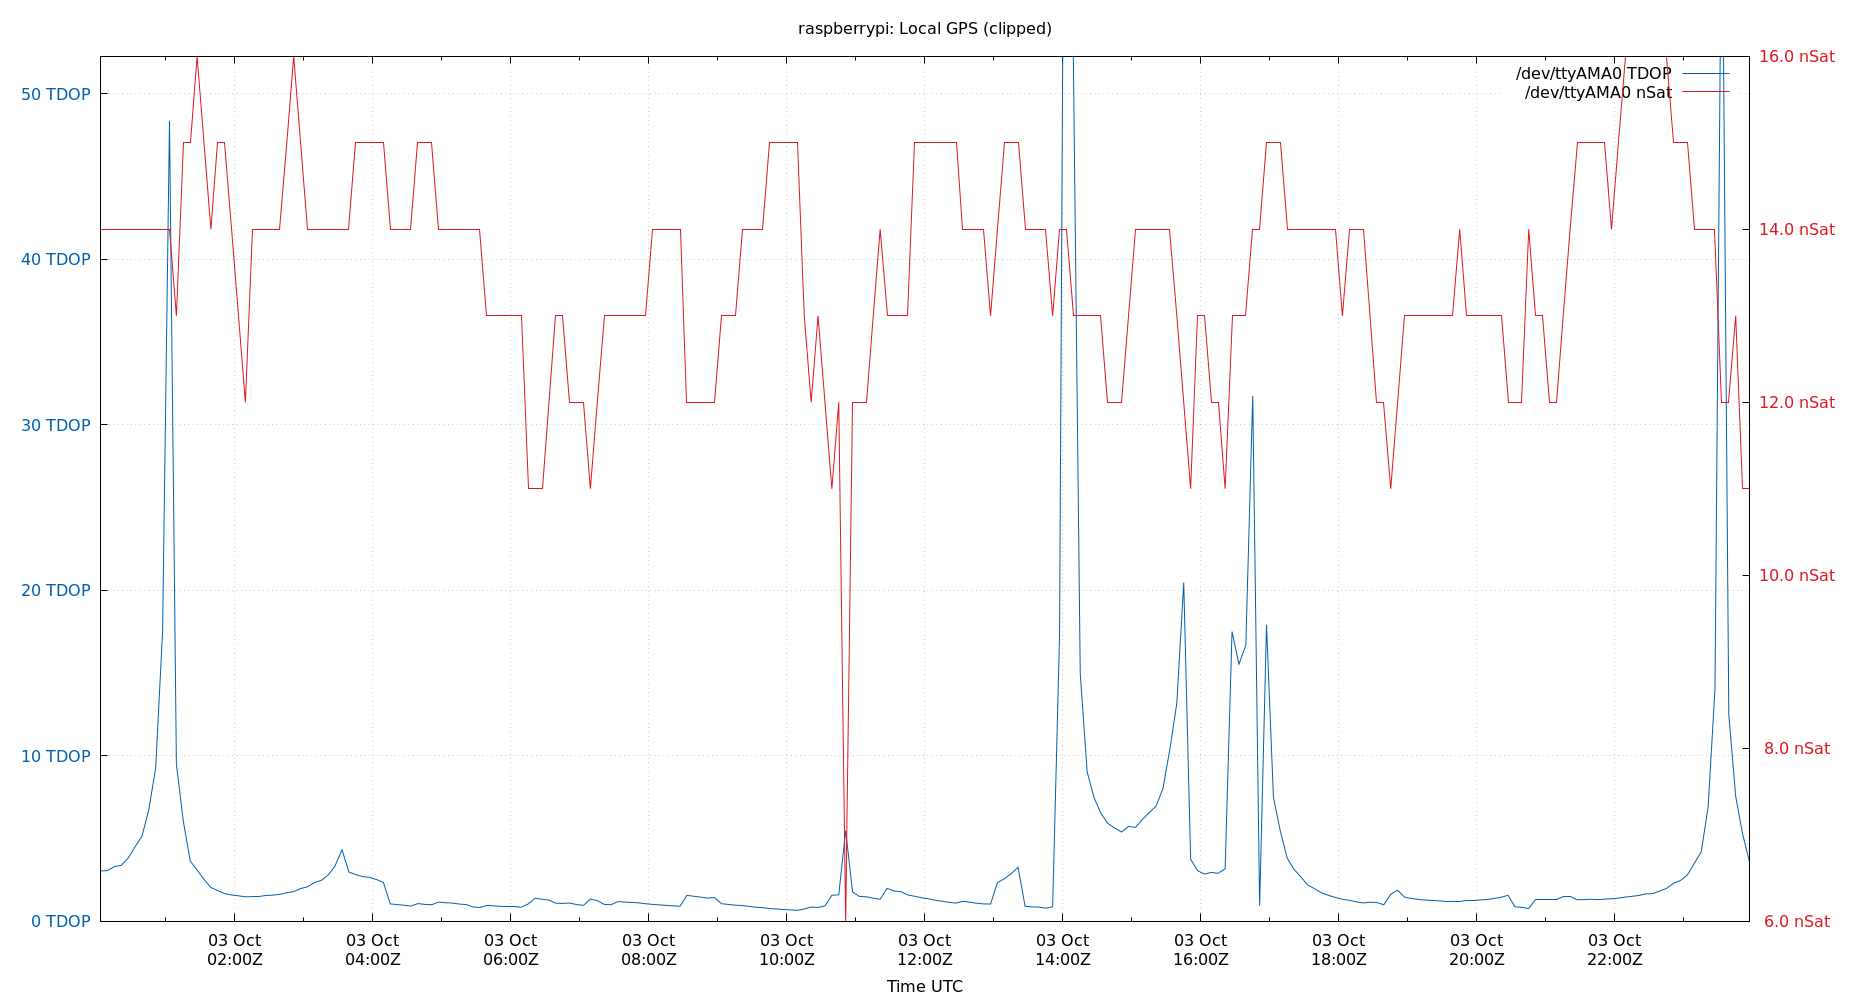 raspberrypi: Local GPS (clipped)
/dev/ttyAMA0 TDOP
/dev/ttyAMA0 nSat
50 TDOP
40 TDOP
30 TDOP
20 TDOP
10 TDOP
0 TDOP
16.0 nSat
14.0 nSat
12.0 nSat
10.0 nSat
8.0 nSat
6.0 nSat
03 Oct 03 Oct 03 Oct 03 Oct 03 Oct 03 Oct 03 Oct 03 Oct 03 Oct 03 Oct 03 Oct
02:00Z 04:00Z 06:00Z 08:00Z 10:00Z 12:00Z 14:00Z 16:00Z 18:00Z 20:00Z 22:00Z
Time UTC